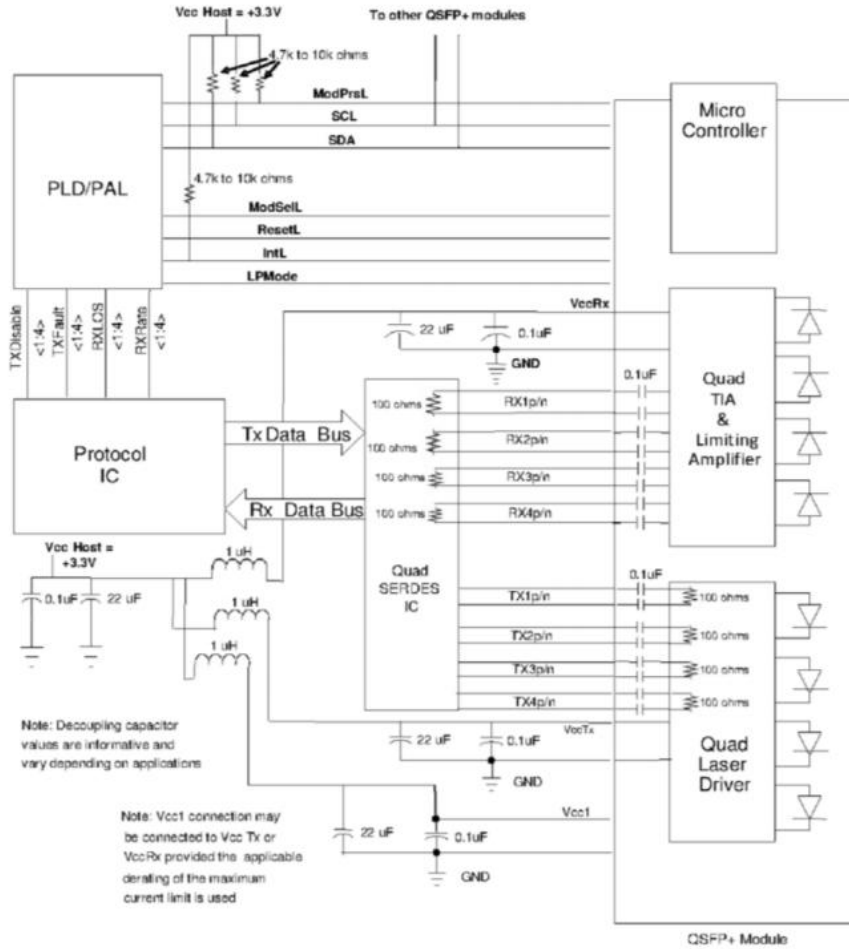 Vcc Host = +3.3V
To other QSFP+ modules
4.7k to 10k ohms
ModPrsL
SCL
SDA
Micro
Controller
PLD/PAL
4.7k to 10k ohms
ModSelL
ResetL
IntL
LPMode
TXDisable
<1:4>
TXFault
<1:4>
RXLOS
<1:4>
RXRate
<1:4>
VccRx
22 uF
0.1uF
GND
0.1uF
Quad
TIA
&
Limiting
Amplifier
100 ohms
RX1p/n
100 ohms
RX2p/n
100 ohms
RX3p/n
100 ohms
RX4p/n
Tx Data Bus
Protocol
IC
Rx Data Bus
Vcc Host =
+3.3V
0.1uF
22 uF
1 uH
1 uH
1 uH
Quad
SERDES
IC
0.1uF
TX1p/n
100 ohms
TX2p/n
100 ohms
TX3p/n
100 ohms
TX4p/n
100 ohms
Note: Decoupling capacitor
values are informative and
vary depending on applications
22 uF
0.1uF
VccTx
GND
Quad
Laser
Driver
Note: Vcc1 connection may
be connected to Vcc Tx or
VccRx provided the applicable
derating of the maximum
current limit is used
22 uF
0.1uF
Vcc1
GND
QSFP+ Module